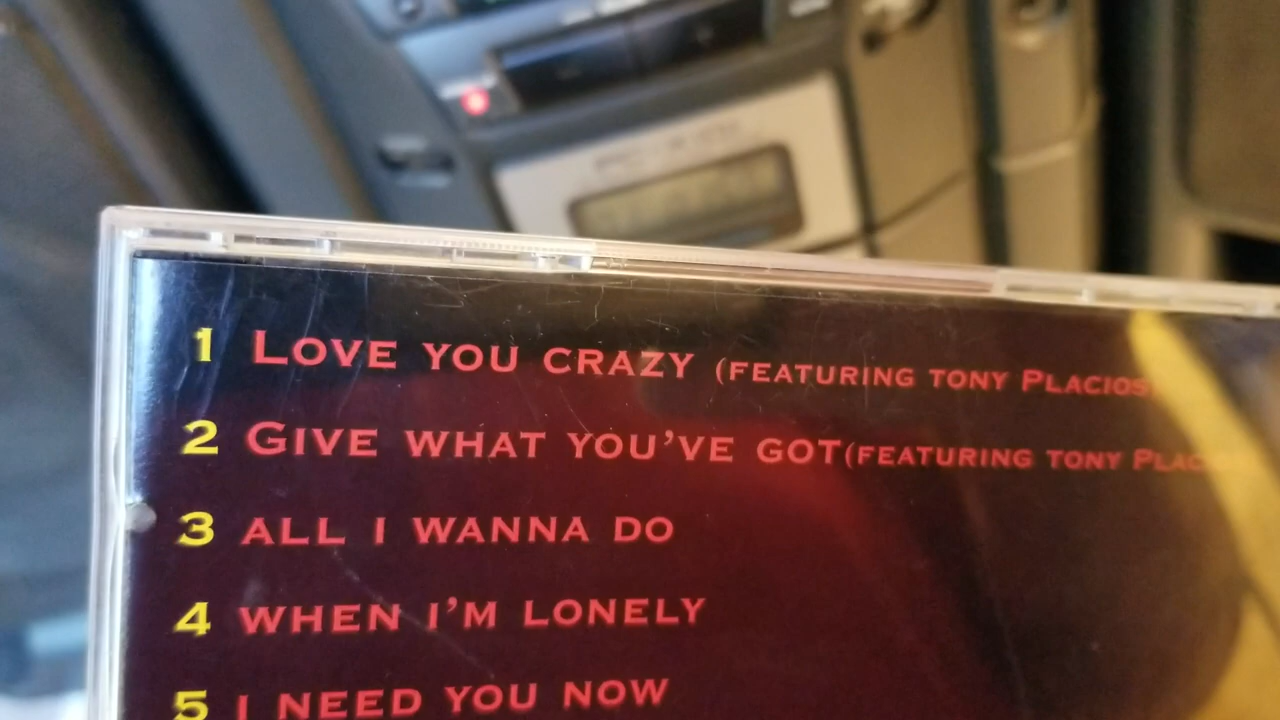 1 LOVE YOU CRAZY (FEATURING TONY PLACIOS)
2 GIVE WHAT YOU'VE GOT(FEATURING TONY
3 ALL I WANNA DO
4 WHEN I'M LONELY
5 I NEED YOU NOW